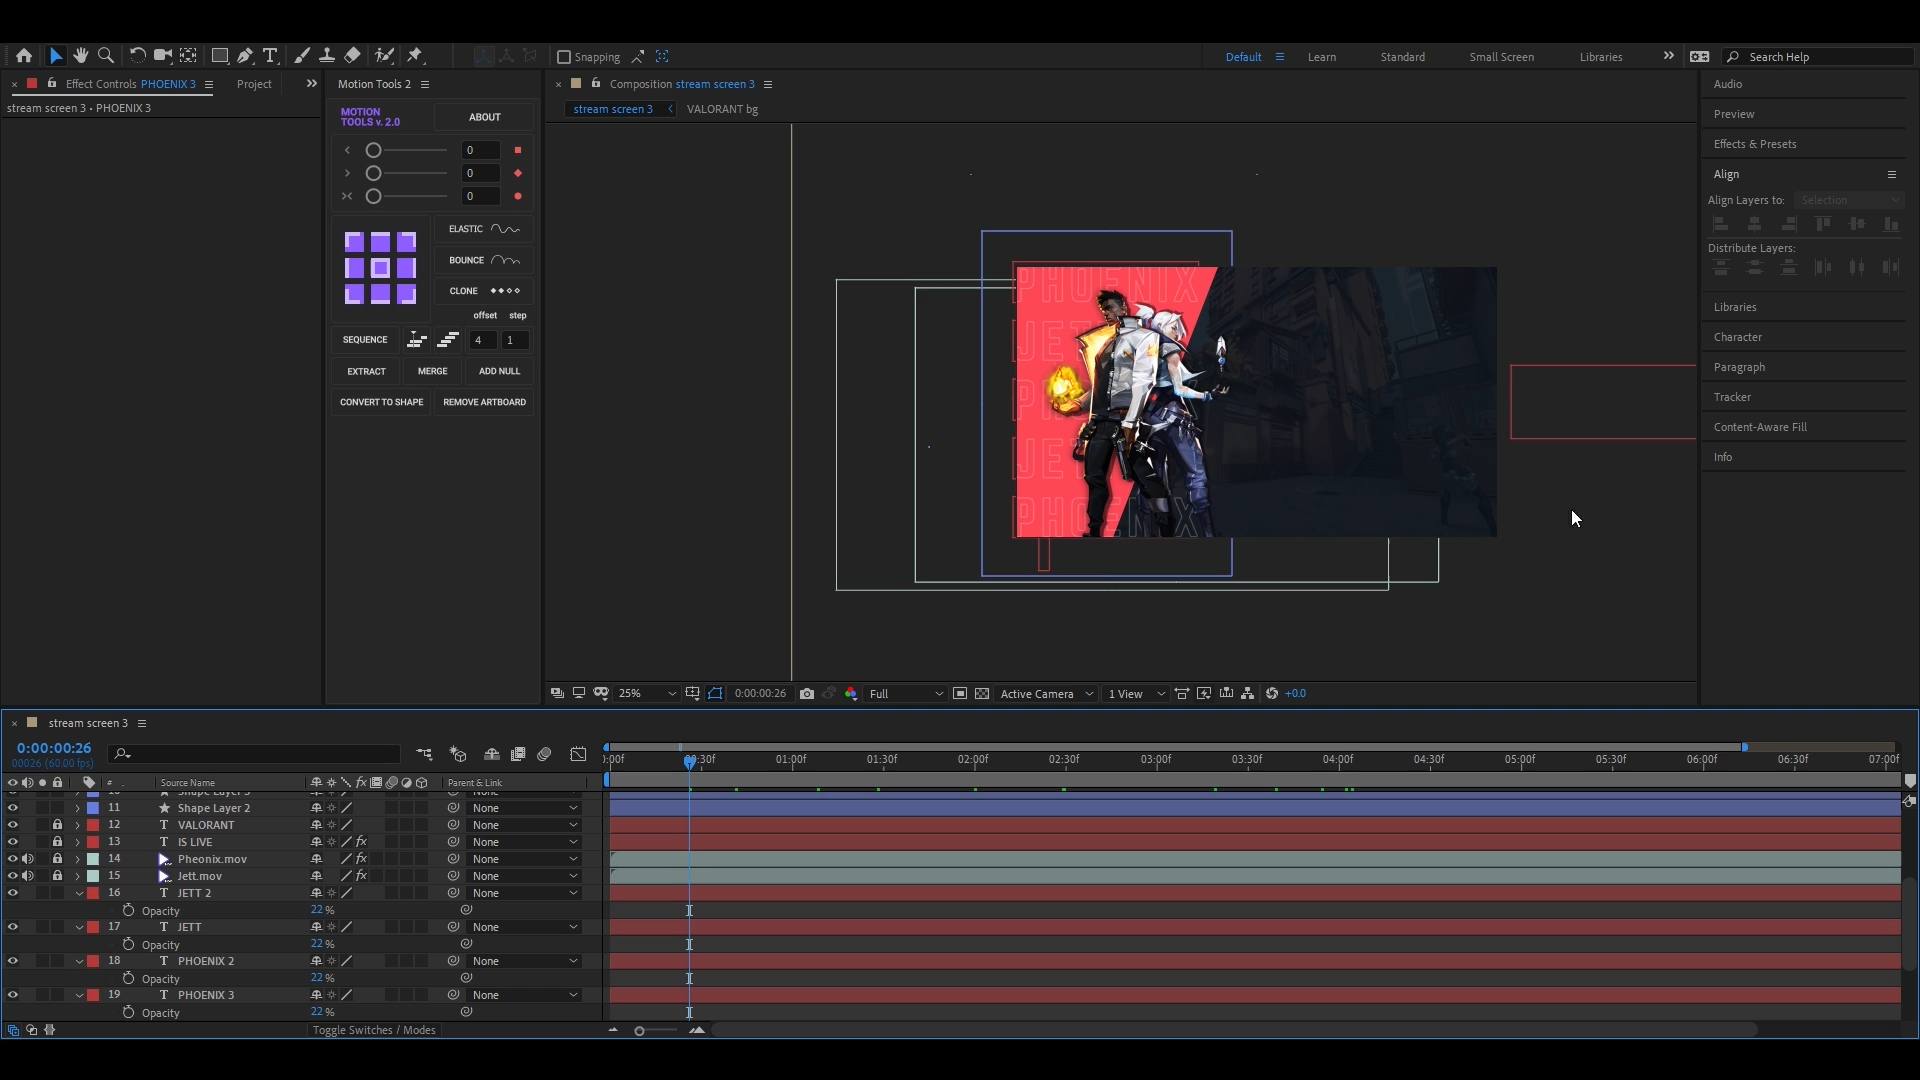 Snapping
Default
Learn
Standard
Small Screen
Libraries
Search Help
Effect Controls PHOENIX 3
Project
stream screen 3 • PHOENIX 3
Motion Tools 2
MOTION
TOOLS v. 2.0
ABOUT
0
0
0
ELASTIC
BOUNCE
CLONE
offset step
SEQUENCE
4
1
EXTRACT
MERGE
ADD NULL
CONVERT TO SHAPE
REMOVE ARTBOARD
Composition stream screen 3
stream screen 3
VALORANT bg
PHOENIX
JET
PH
JE
PHOENIX
25%
0:00:00:26
Full
Active Camera
1 View
+0.0
Audio
Preview
Effects & Presets
Align
Align Layers to: Selection
Distribute Layers:
Libraries
Character
Paragraph
Tracker
Content-Aware Fill
Info
stream screen 3
0:00:00:26
00026 (60.00 fps)
:00f 30f 01:00f 01:30f 02:00f 02:30f 03:00f 03:30f 04:00f 04:30f 05:00f 05:30f 06:00f 06:30f 07:00f
# Source Name fx Parent & Link
11 Shape Layer 2 None
12 T VALORANT None
13 T IS LIVE fx None
14 Pheonix.mov fx None
15 Jett.mov fx None
16 T JETT 2 None
Opacity 22 %
17 T JETT None
Opacity 22 %
18 T PHOENIX 2 None
Opacity 22 %
19 T PHOENIX 3 None
Opacity 22 %
Toggle Switches / Modes